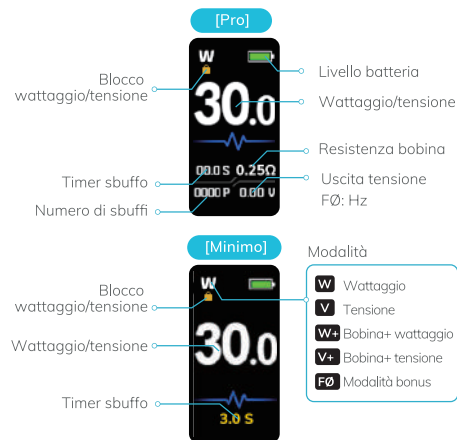 [Pro]
W
Blocco
wattaggio/tensione
Livello batteria
30.0
Wattaggio/tensione
Resistenza bobina
00.0 S 0.25Ω
Timer sbuffo
Uscita tensione
0000 P 0.00 V
FØ: Hz
Numero di sbuffi
[Minimo]
Modalità
W
Blocco
wattaggio/tensione
W Wattaggio
V Tensione
W+ Bobina+ wattaggio
V+ Bobina+ tensione
FØ Modalità bonus
Wattaggio/tensione
30.0
Timer sbuffo
3.0 S